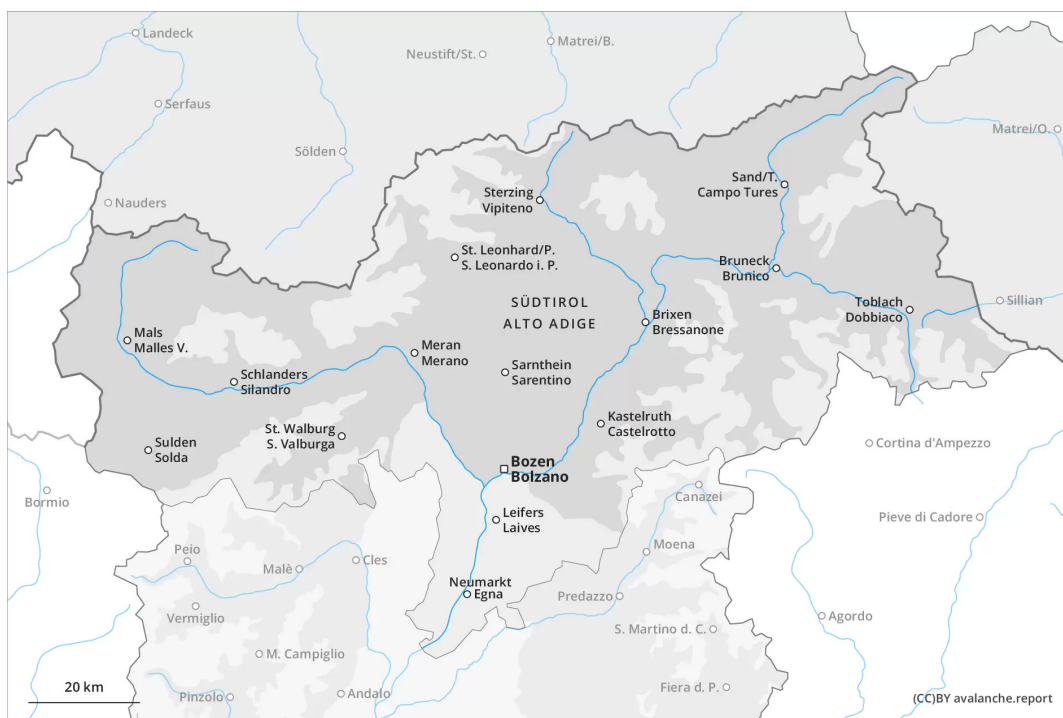 Landeck
Neustift/St.
Matrei/B.
Serfaus
Sölden
Matrei/O.
Nauders
Sterzing
Vipiteno
Sand/T.
Campo Tures
St. Leonhard/P.
S. Leonardo i. P.
Bruneck
Brunico
SÜDTIROL
ALTO ADIGE
Toblach
Dobbiaco
Sillian
Brixen
Bressanone
Mals
Malles V.
Meran
Merano
Schlanders
Silandro
Sarnthein
Sarentino
St. Walburg
S. Valburga
Kastelruth
Castelrotto
Sulden
Solda
Cortina d'Ampezzo
Bozen
Bolzano
Bormio
Canazei
Leifers
Laives
Pieve di Cadore
Peio
Malè
Cles
Moena
Neumarkt
Egna
Predazzo
Vermiglio
Agordo
S. Martino d. C.
M. Campiglio
20 km
Pinzolo
Andalo
Fiera d. P.
(CC)BY avalanche.report